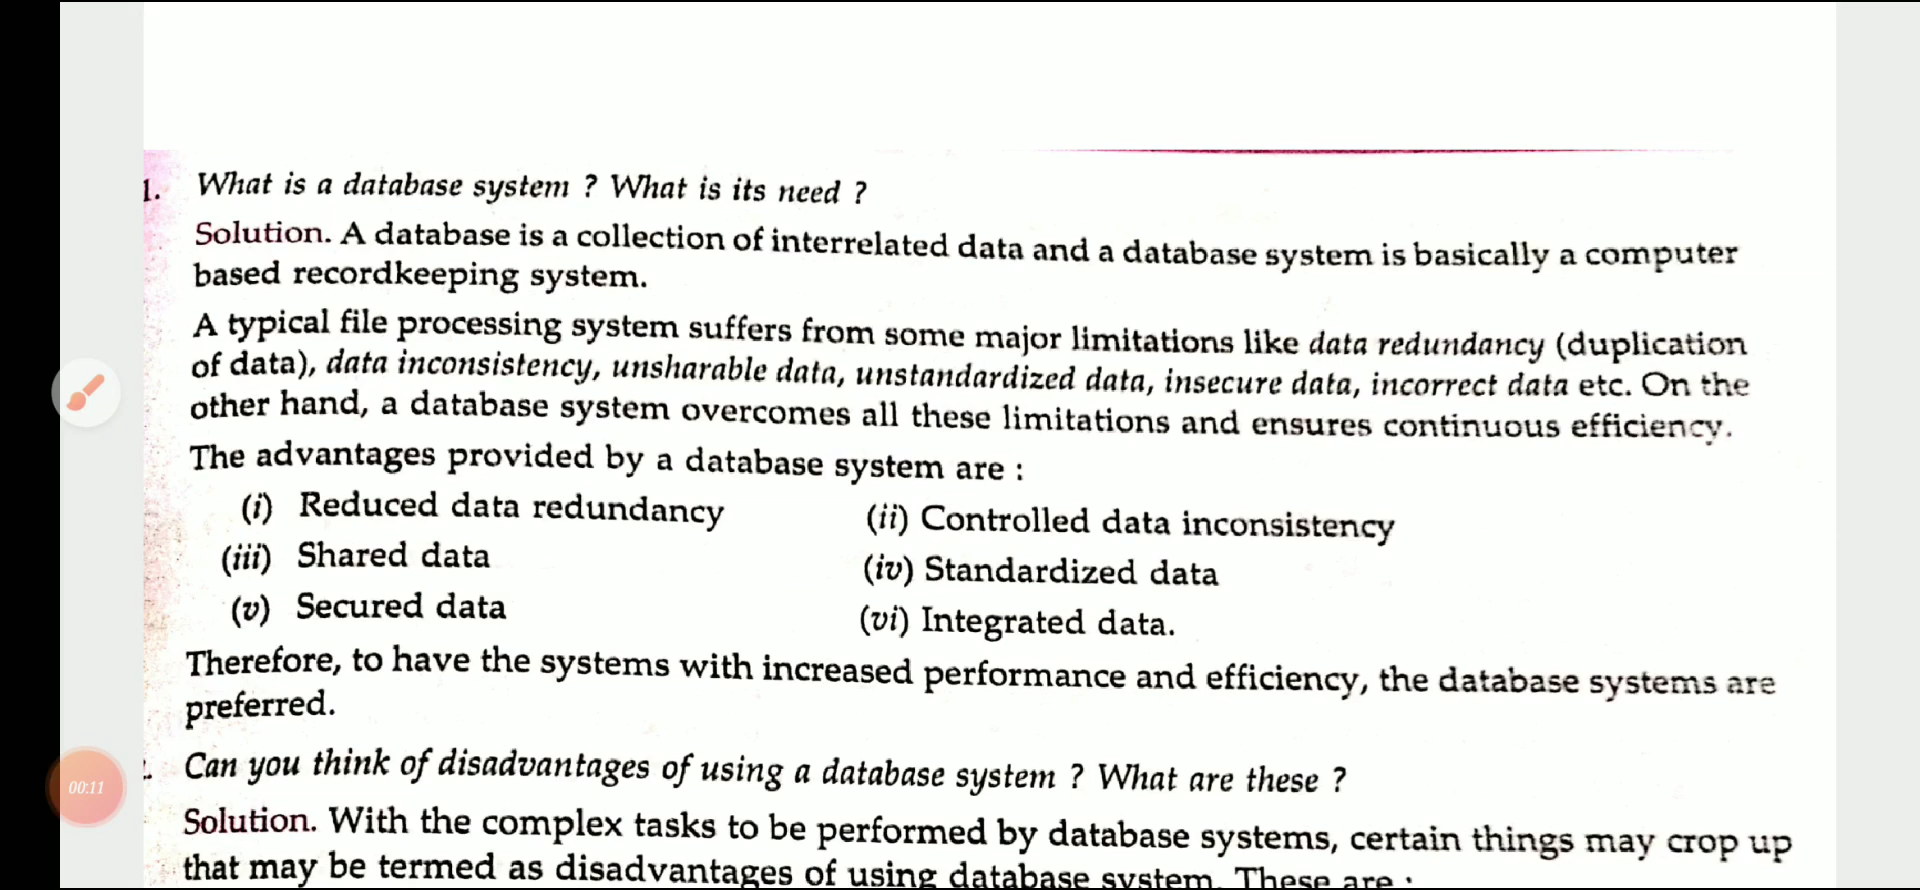 1. What is a database system ? What is its need ?
Solution. A database is a collection of interrelated data and a database system is basically a computer
based recordkeeping system.
A typical file processing system suffers from some major limitations like data redundancy (duplication
of data), data inconsistency, unsharable data, unstandardized data, insecure data, incorrect data etc. On the
other hand, a database system overcomes all these limitations and ensures continuous efficiency.
The advantages provided by a database system are :
(i) Reduced data redundancy (ii) Controlled data inconsistency
(iii) Shared data (iv) Standardized data
(v) Secured data (vi) Integrated data.
Therefore, to have the systems with increased performance and efficiency, the database systems are
preferred.
Can you think of disadvantages of using a database system ? What are these ?
00:11
Solution. With the complex tasks to be performed by database systems, certain things may crop up
that may be termed as disadvantages of using database system. These are :